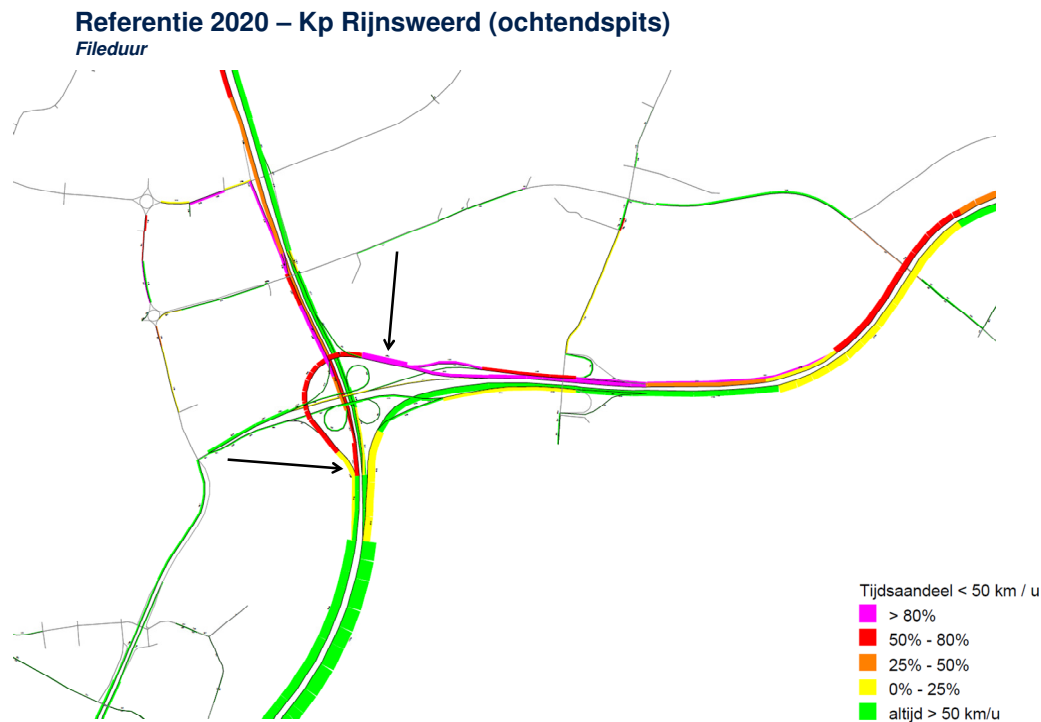 Referentie 2020 – Kp Rijnsweerd (ochtendspits)
Fileduur
Tijdsaandeel < 50 km / u
> 80%
50% - 80%
25% - 50%
0% - 25%
altijd > 50 km/u